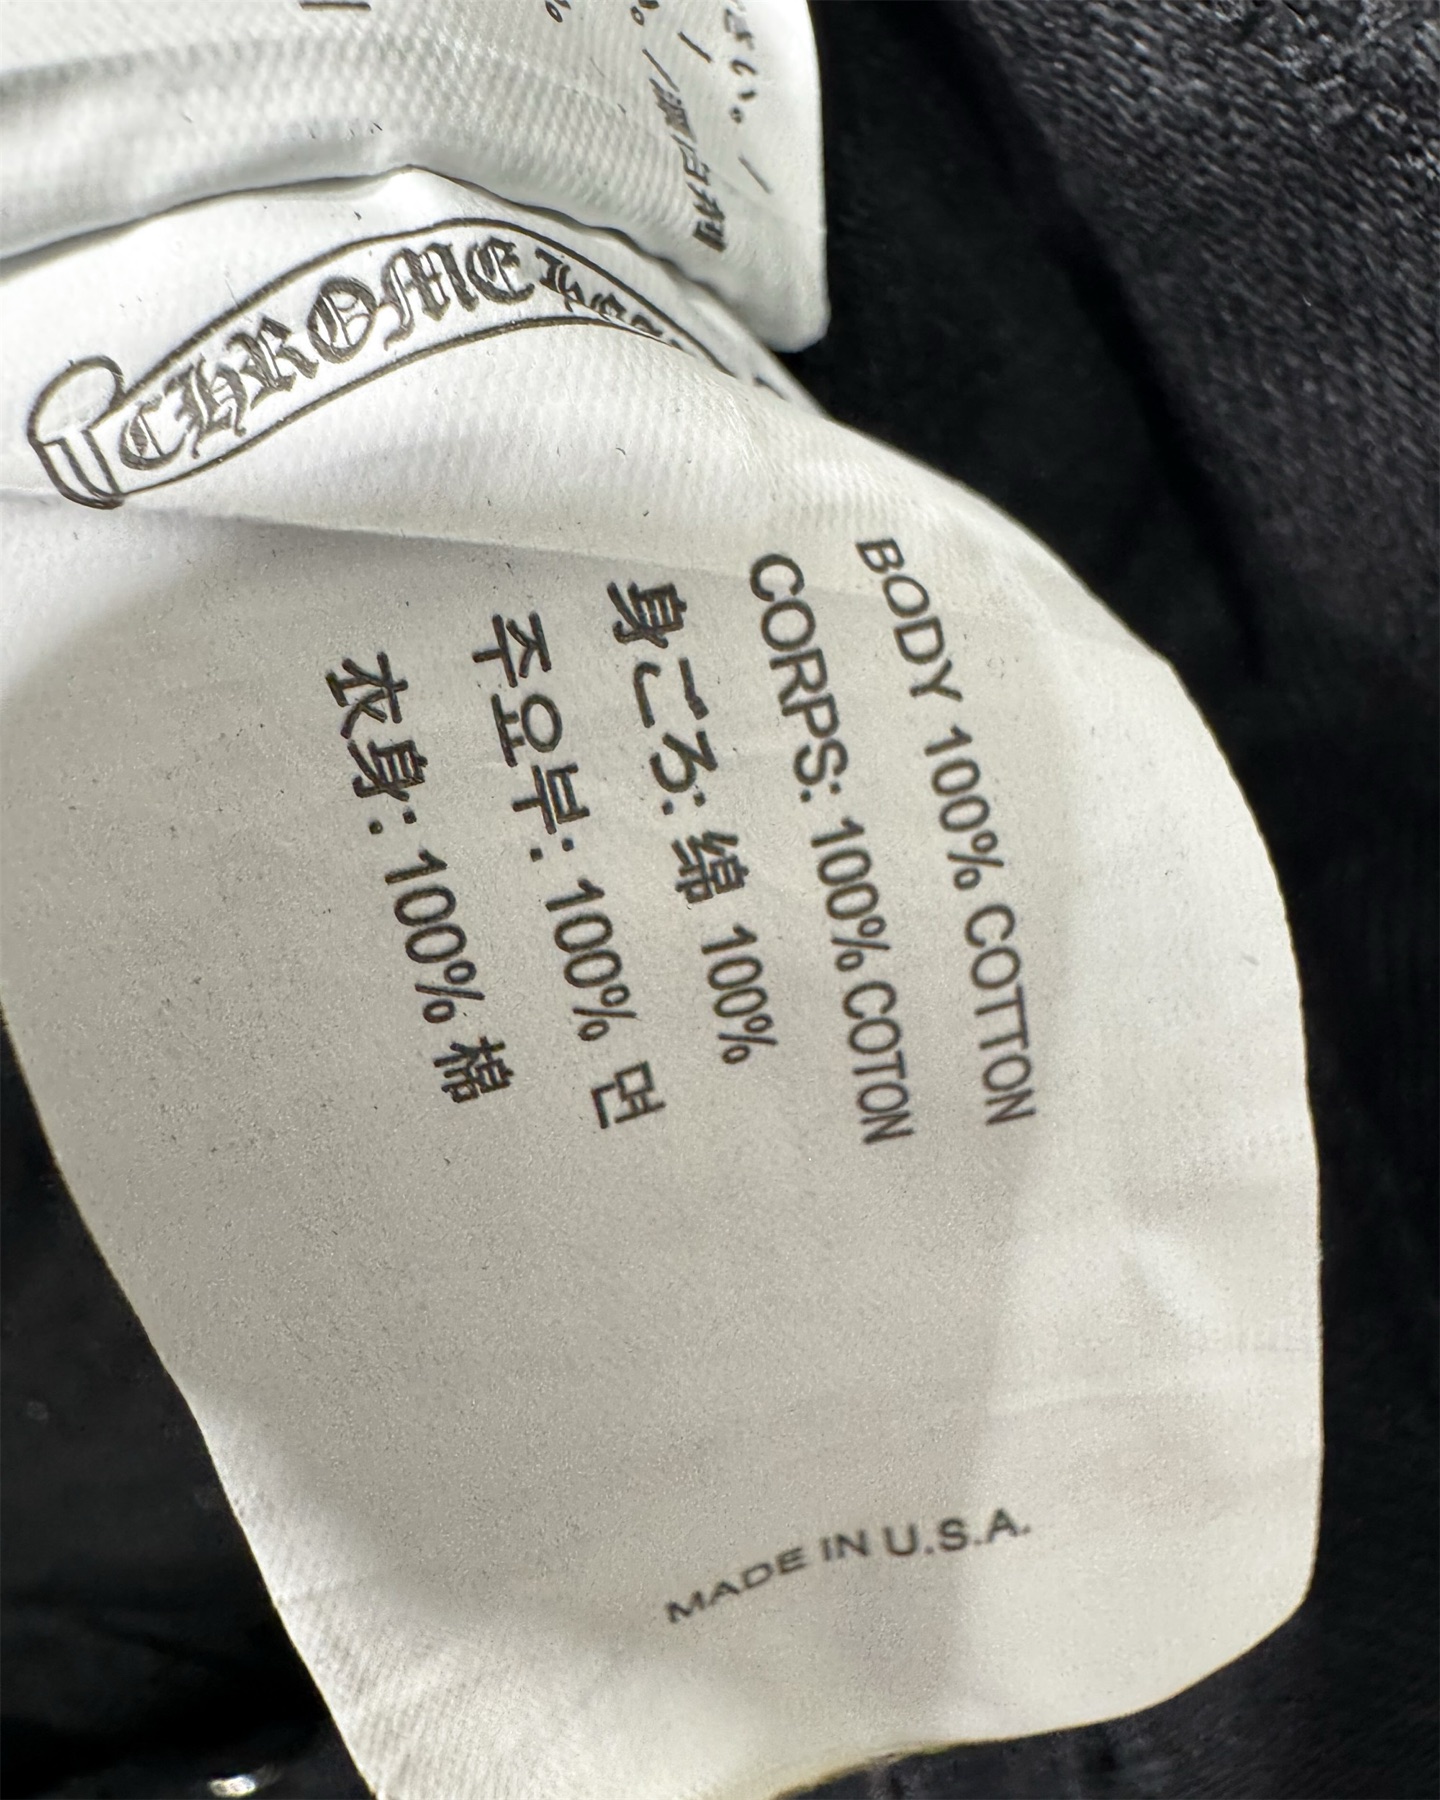 CHROME Hearts
BODY 100% COTTON
CORPS: 100% COTON
身ごろ: 綿 100%
주요부: 100% 면
衣身: 100% 棉
MADE IN U.S.A.